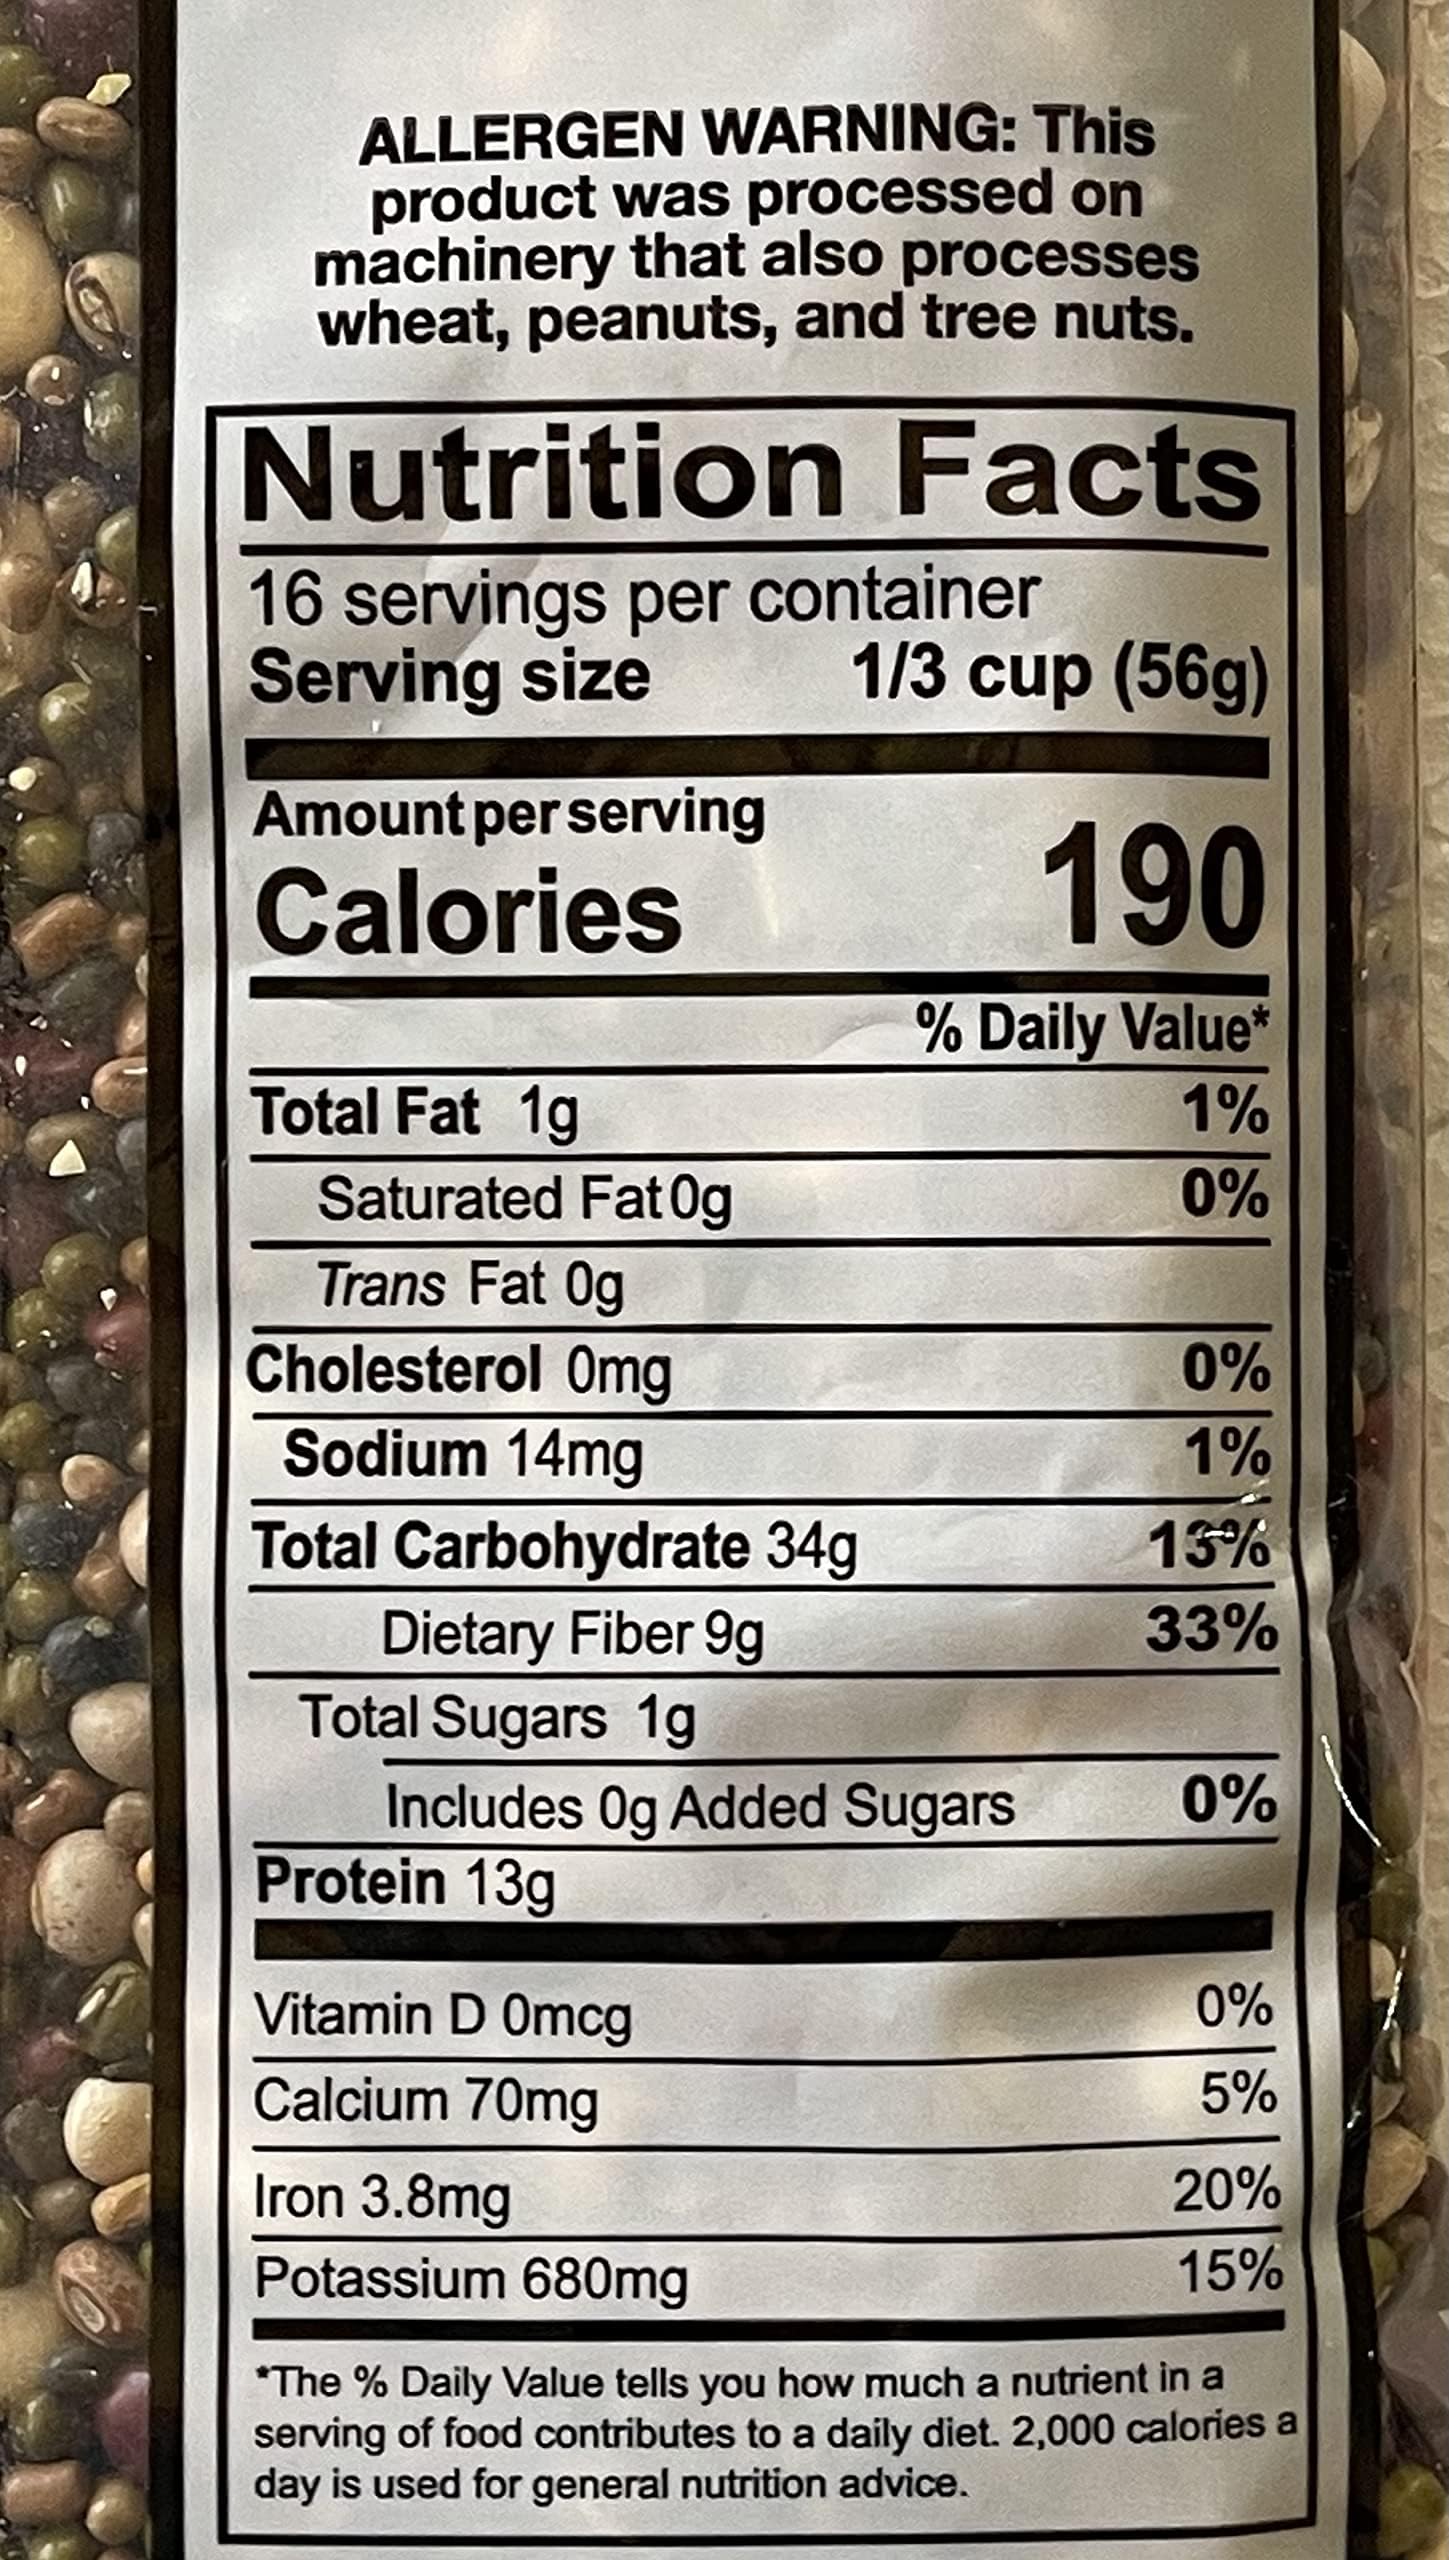 ALLERGEN WARNING: This
product was processed on
machinery that also processes
wheat, peanuts, and tree nuts.
Nutrition Facts
16 servings per container
Serving size 1/3 cup (56g)
Amount per serving
Calories 190
% Daily Value*
Total Fat 1g 1%
Saturated Fat 0g 0%
Trans Fat 0g
Cholesterol 0mg 0%
Sodium 14mg 1%
Total Carbohydrate 34g 13%
Dietary Fiber 9g 33%
Total Sugars 1g
Includes 0g Added Sugars 0%
Protein 13g
Vitamin D 0mcg 0%
Calcium 70mg 5%
Iron 3.8mg 20%
Potassium 680mg 15%
*The % Daily Value tells you how much a nutrient in a
serving of food contributes to a daily diet. 2,000 calories a
day is used for general nutrition advice.